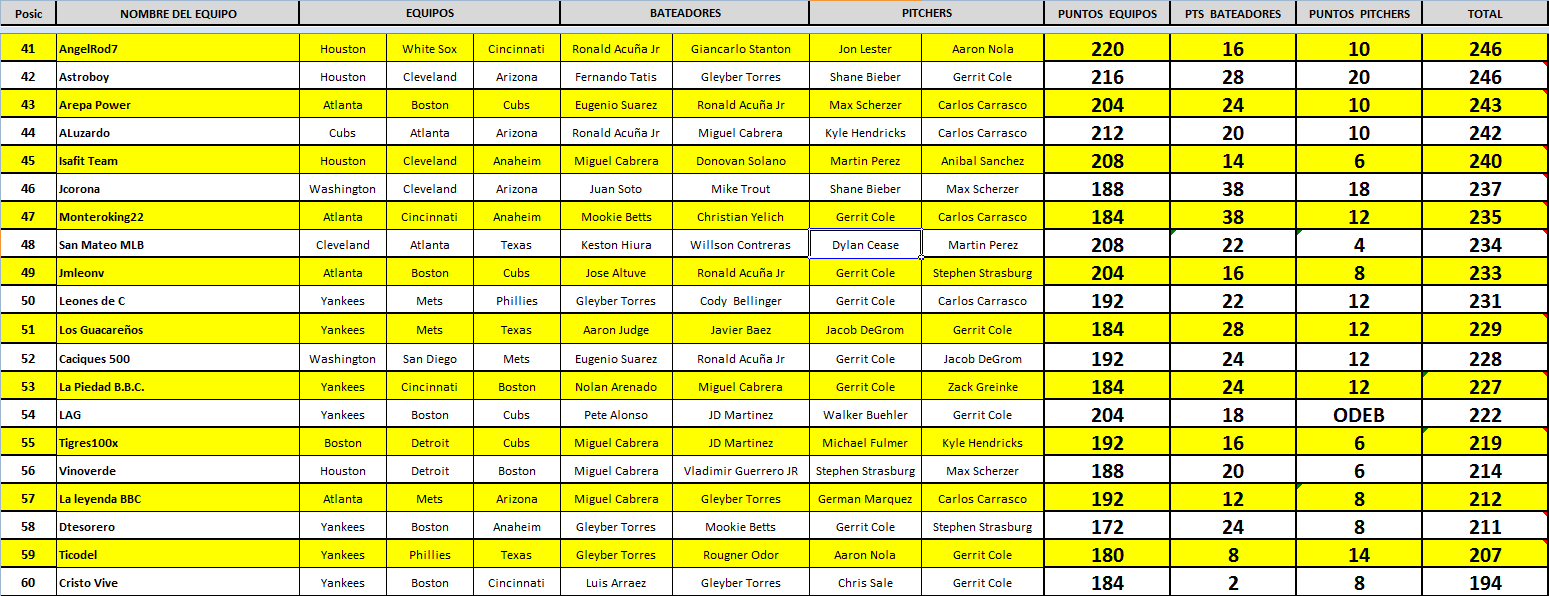 Posic NOMBRE DEL EQUIPO EQUIPOS BATEADORES PITCHERS PUNTOS EQUIPOS PTS BATEADORES PUNTOS PITCHERS TOTAL
41 AngelRod7 Houston White Sox Cincinnati Ronald Acuña Jr Giancarlo Stanton Jon Lester Aaron Nola 220 16 10 246
42 Astroboy Houston Cleveland Arizona Fernando Tatis Gleyber Torres Shane Bieber Gerrit Cole 216 28 20 246
43 Arepa Power Atlanta Boston Cubs Eugenio Suarez Ronald Acuña Jr Max Scherzer Carlos Carrasco 204 24 10 243
44 ALuzardo Cubs Atlanta Arizona Ronald Acuña Jr Miguel Cabrera Kyle Hendricks Carlos Carrasco 212 20 10 242
45 Isafit Team Houston Cleveland Anaheim Miguel Cabrera Donovan Solano Martin Perez Anibal Sanchez 208 14 6 240
46 Jcorona Washington Cleveland Arizona Juan Soto Mike Trout Shane Bieber Max Scherzer 188 38 18 237
47 Monteroking22 Atlanta Cincinnati Anaheim Mookie Betts Christian Yelich Gerrit Cole Carlos Carrasco 184 38 12 235
48 San Mateo MLB Cleveland Atlanta Texas Keston Hiura Willson Contreras Dylan Cease Martin Perez 208 22 4 234
49 Jmleonv Atlanta Boston Cubs Jose Altuve Ronald Acuña Jr Gerrit Cole Stephen Strasburg 204 16 8 233
50 Leones de C Yankees Mets Phillies Gleyber Torres Cody Bellinger Gerrit Cole Carlos Carrasco 192 22 12 231
51 Los Guacareños Yankees Mets Texas Aaron Judge Javier Baez Jacob DeGrom Gerrit Cole 184 28 12 229
52 Caciques 500 Washington San Diego Mets Eugenio Suarez Ronald Acuña Jr Gerrit Cole Jacob DeGrom 192 24 12 228
53 La Piedad B.B.C. Yankees Cincinnati Boston Nolan Arenado Miguel Cabrera Gerrit Cole Zack Greinke 184 24 12 227
54 LAG Yankees Boston Cubs Pete Alonso JD Martinez Walker Buehler Gerrit Cole 204 18 ODEB 222
55 Tigres100x Boston Detroit Cubs Miguel Cabrera JD Martinez Michael Fulmer Kyle Hendricks 192 16 6 219
56 Vinoverde Houston Detroit Boston Miguel Cabrera Vladimir Guerrero JR Stephen Strasburg Max Scherzer 188 20 6 214
57 La leyenda BBC Atlanta Mets Arizona Miguel Cabrera Gleyber Torres German Marquez Carlos Carrasco 192 12 8 212
58 Dtesorero Yankees Boston Anaheim Gleyber Torres Mookie Betts Gerrit Cole Stephen Strasburg 172 24 8 211
59 Ticodel Yankees Phillies Texas Gleyber Torres Rougner Odor Aaron Nola Gerrit Cole 180 8 14 207
60 Cristo Vive Yankees Boston Cincinnati Luis Arraez Gleyber Torres Chris Sale Gerrit Cole 184 2 8 194